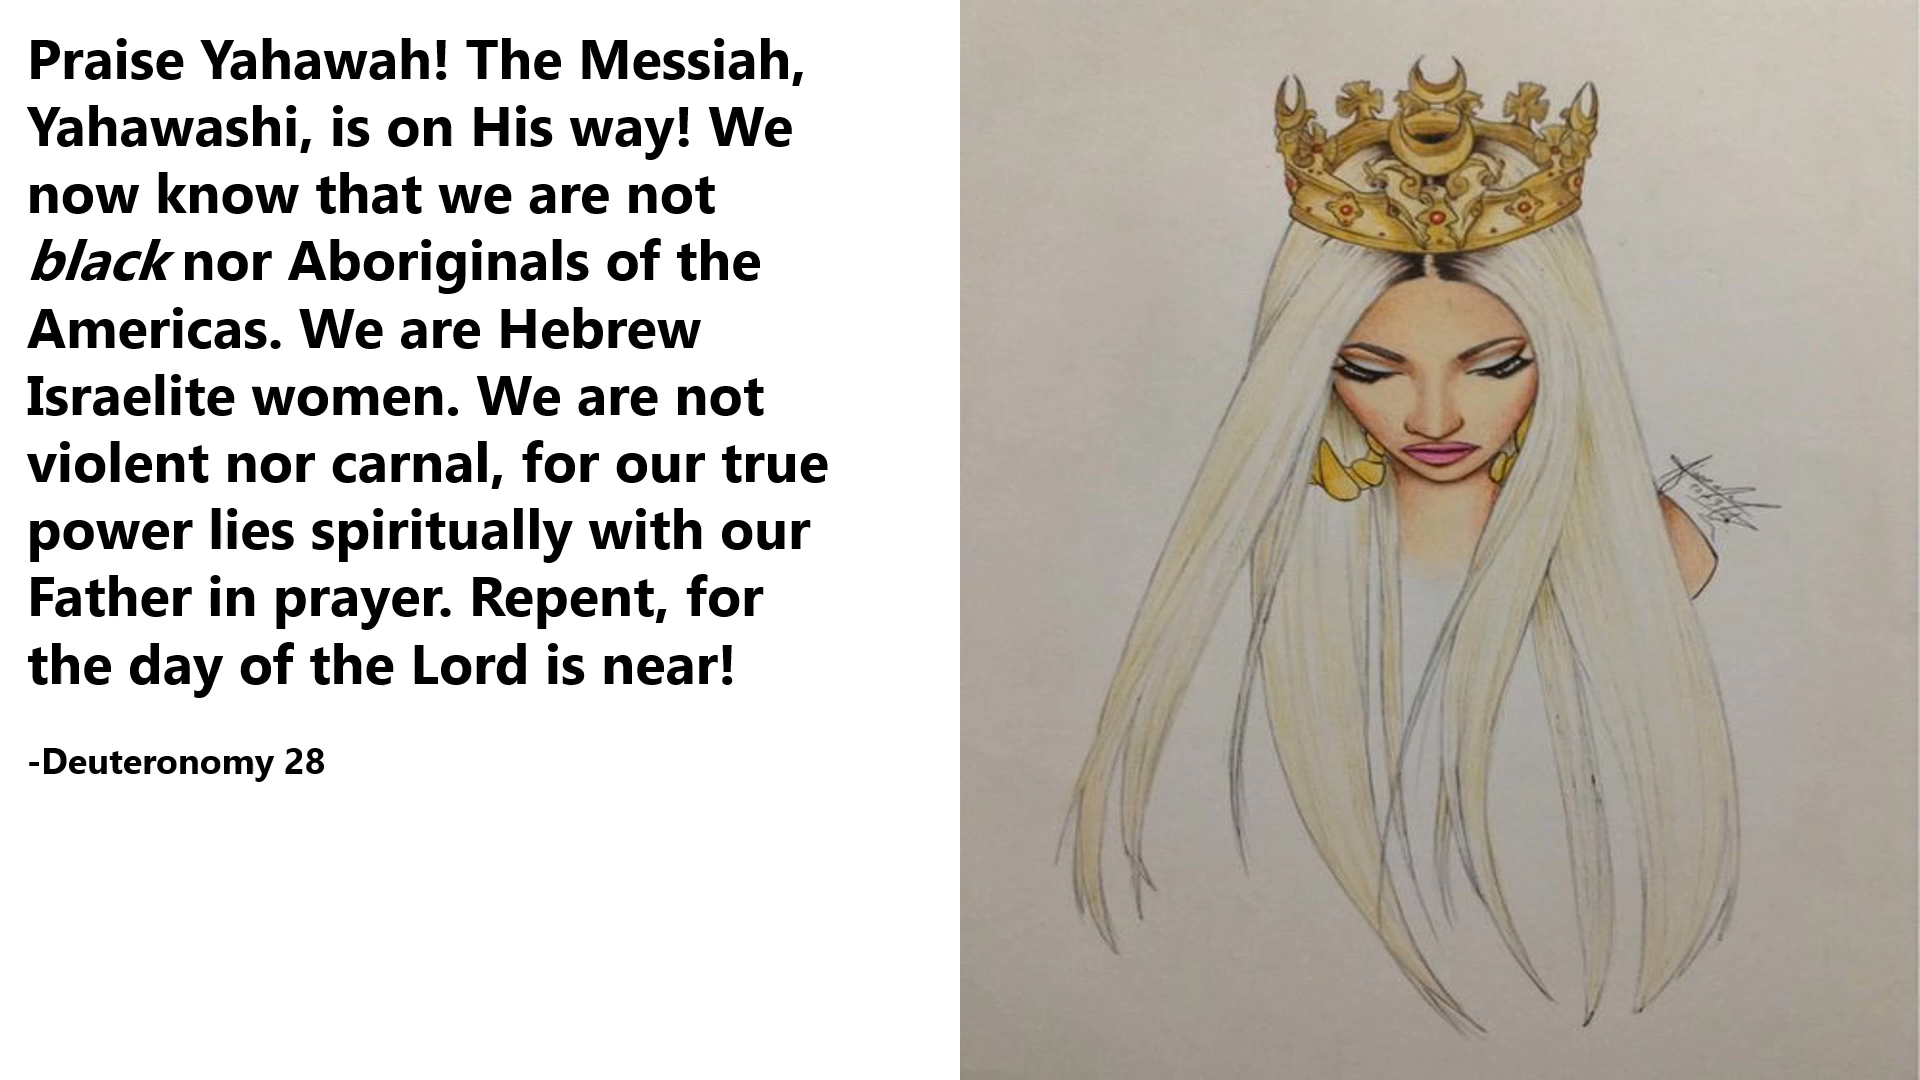 Praise Yahawah! The Messiah,
Yahawashi, is on His way! We
now know that we are not
black nor Aboriginals of the
Americas. We are Hebrew
Israelite women. We are not
violent nor carnal, for our true
power lies spiritually with our
Father in prayer. Repent, for
the day of the Lord is near!
-Deuteronomy 28